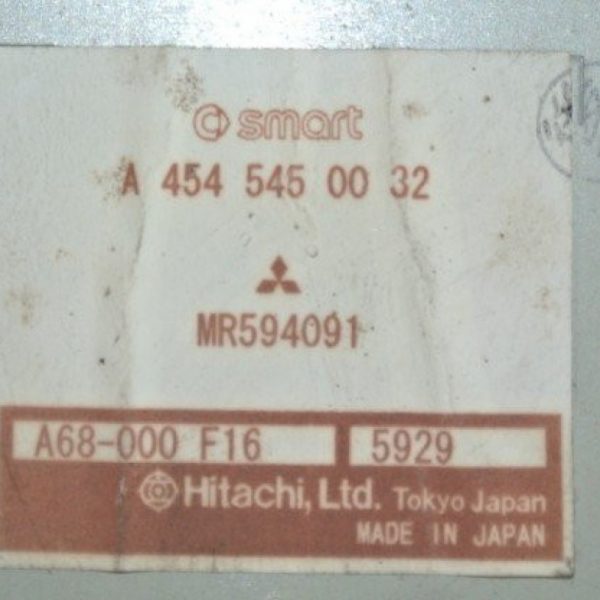 smart
A 454 545 00 32
MR594091
A68-000 F16 5929
Hitachi, Ltd. Tokyo Japan
MADE IN JAPAN